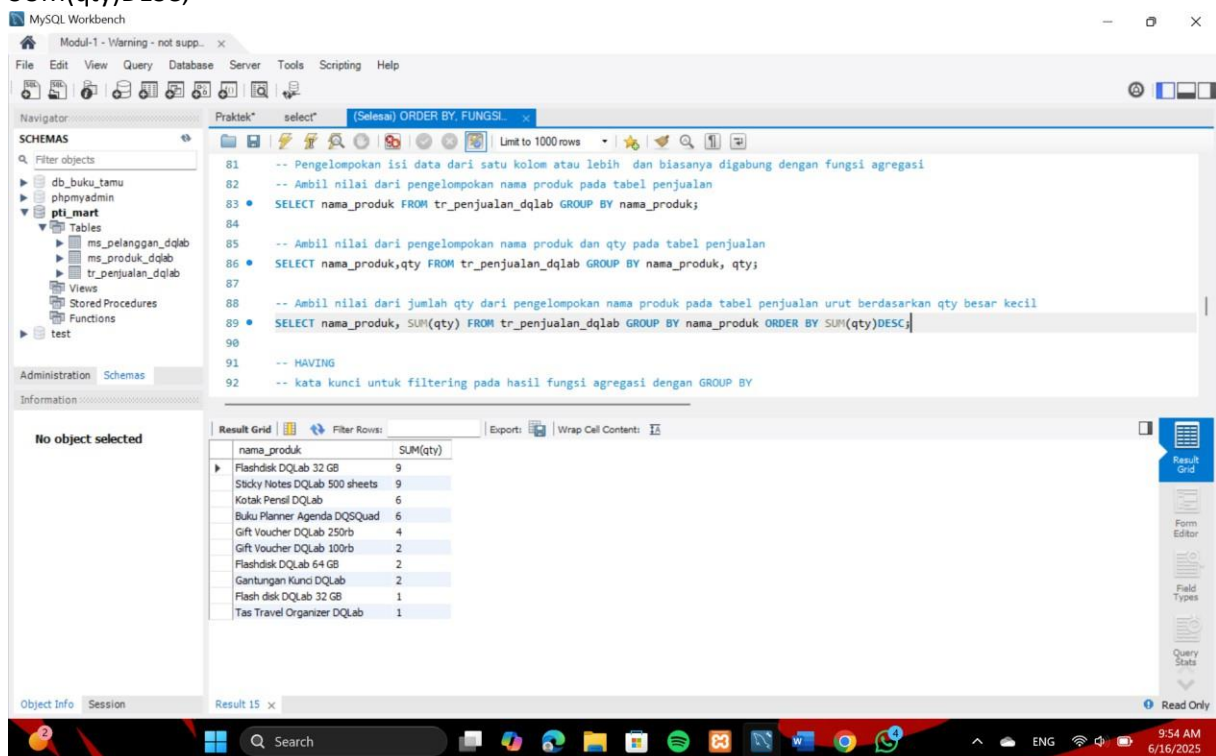 SUM(qty)DESC;
MySQL Workbench
Modul-1 - Warning - not supp...
File Edit View Query Database Server Tools Scripting Help
Navigator
Praktek* select* (Selesai) ORDER BY, FUNGSI...
SCHEMAS
Limit to 1000 rows
Filter objects
db_buku_tamu
phpmyadmin
pti_mart
Tables
ms_pelanggan_dqlab
ms_produk_dqlab
tr_penjualan_dqlab
Views
Stored Procedures
Functions
test
Administration Schemas
Information
No object selected
81 -- Pengelompokan isi data dari satu kolom atau lebih dan biasanya digabung dengan fungsi agregasi
82 -- Ambil nilai dari pengelompokan nama produk pada tabel penjualan
83 SELECT nama_produk FROM tr_penjualan_dqlab GROUP BY nama_produk;
84
85 -- Ambil nilai dari pengelompokan nama produk dan qty pada tabel penjualan
86 SELECT nama_produk,qty FROM tr_penjualan_dqlab GROUP BY nama_produk, qty;
87
88 -- Ambil nilai dari jumlah qty dari pengelompokan nama produk pada tabel penjualan urut berdasarkan qty besar kecil
89 SELECT nama_produk, SUM(qty) FROM tr_penjualan_dqlab GROUP BY nama_produk ORDER BY SUM(qty)DESC;
90
91 -- HAVING
92 -- kata kunci untuk filtering pada hasil fungsi agregasi dengan GROUP BY
Result Grid Filter Rows: Export: Wrap Cell Content:
nama_produk SUM(qty)
Flashdisk DQLab 32 GB 9
Sticky Notes DQLab 500 sheets 9
Kotak Pensil DQLab 6
Buku Planner Agenda DQSQuad 6
Gift Voucher DQLab 250rb 4
Gift Voucher DQLab 100rb 2
Flashdisk DQLab 64 GB 2
Gantungan Kunci DQLab 2
Flash disk DQLab 32 GB 1
Tas Travel Organizer DQLab 1
Result
Grid
Form
Editor
Field
Types
Query
Stats
Object Info Session
Result 15
Read Only
2
Search
4
ENG
9:54 AM
6/16/2025